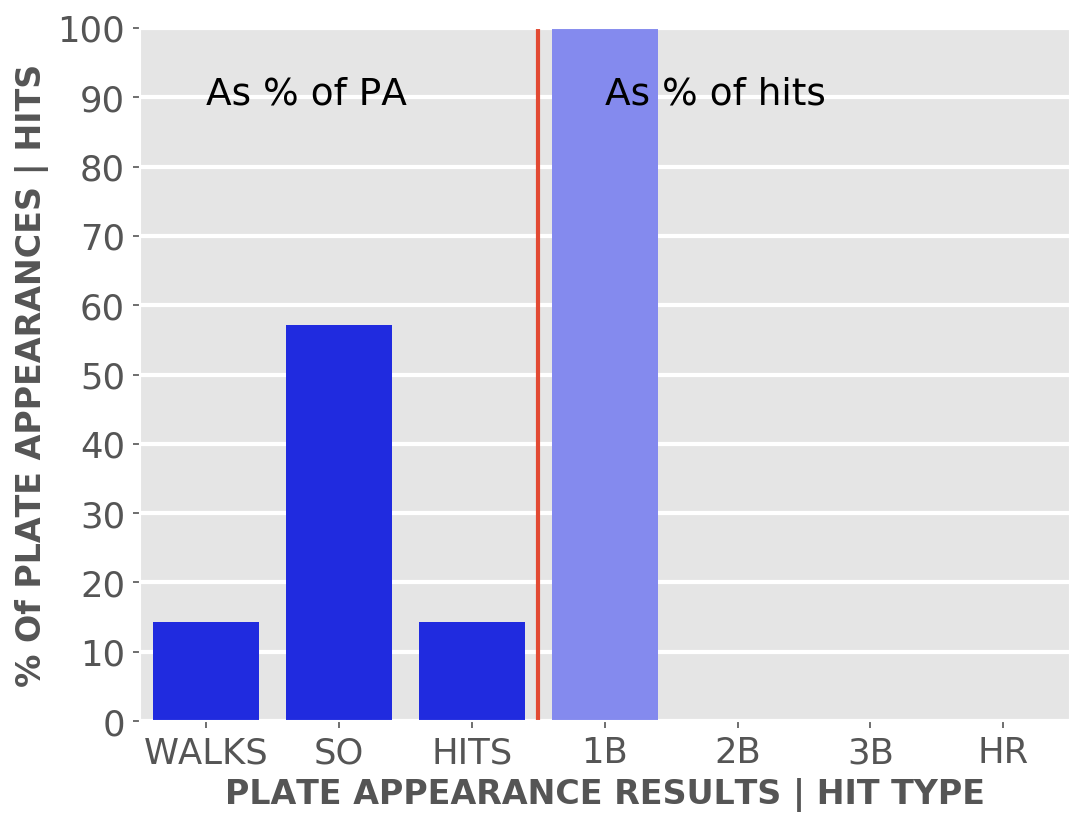 100
90
80
70
60
50
40
30
20
10
0
% Of PLATE APPEARANCES | HITS
As % of PA
As % of hits
WALKS SO HITS 1B 2B 3B HR
PLATE APPEARANCE RESULTS | HIT TYPE